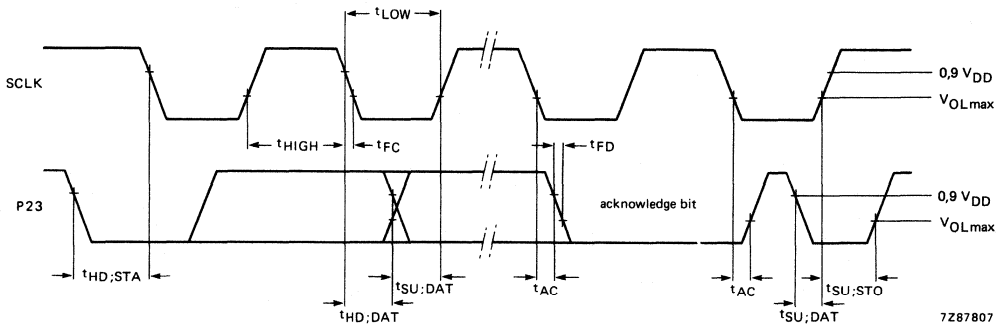 tLOW
SCLK
0,9 VDD
VOLmax
tHIGH
tFC
tFD
P23
acknowledge bit
0,9 VDD
VOLmax
tHD;STA
tSU;DAT
tAC
tAC
tSU;STO
tHD;DAT
tSU;DAT
7Z87807